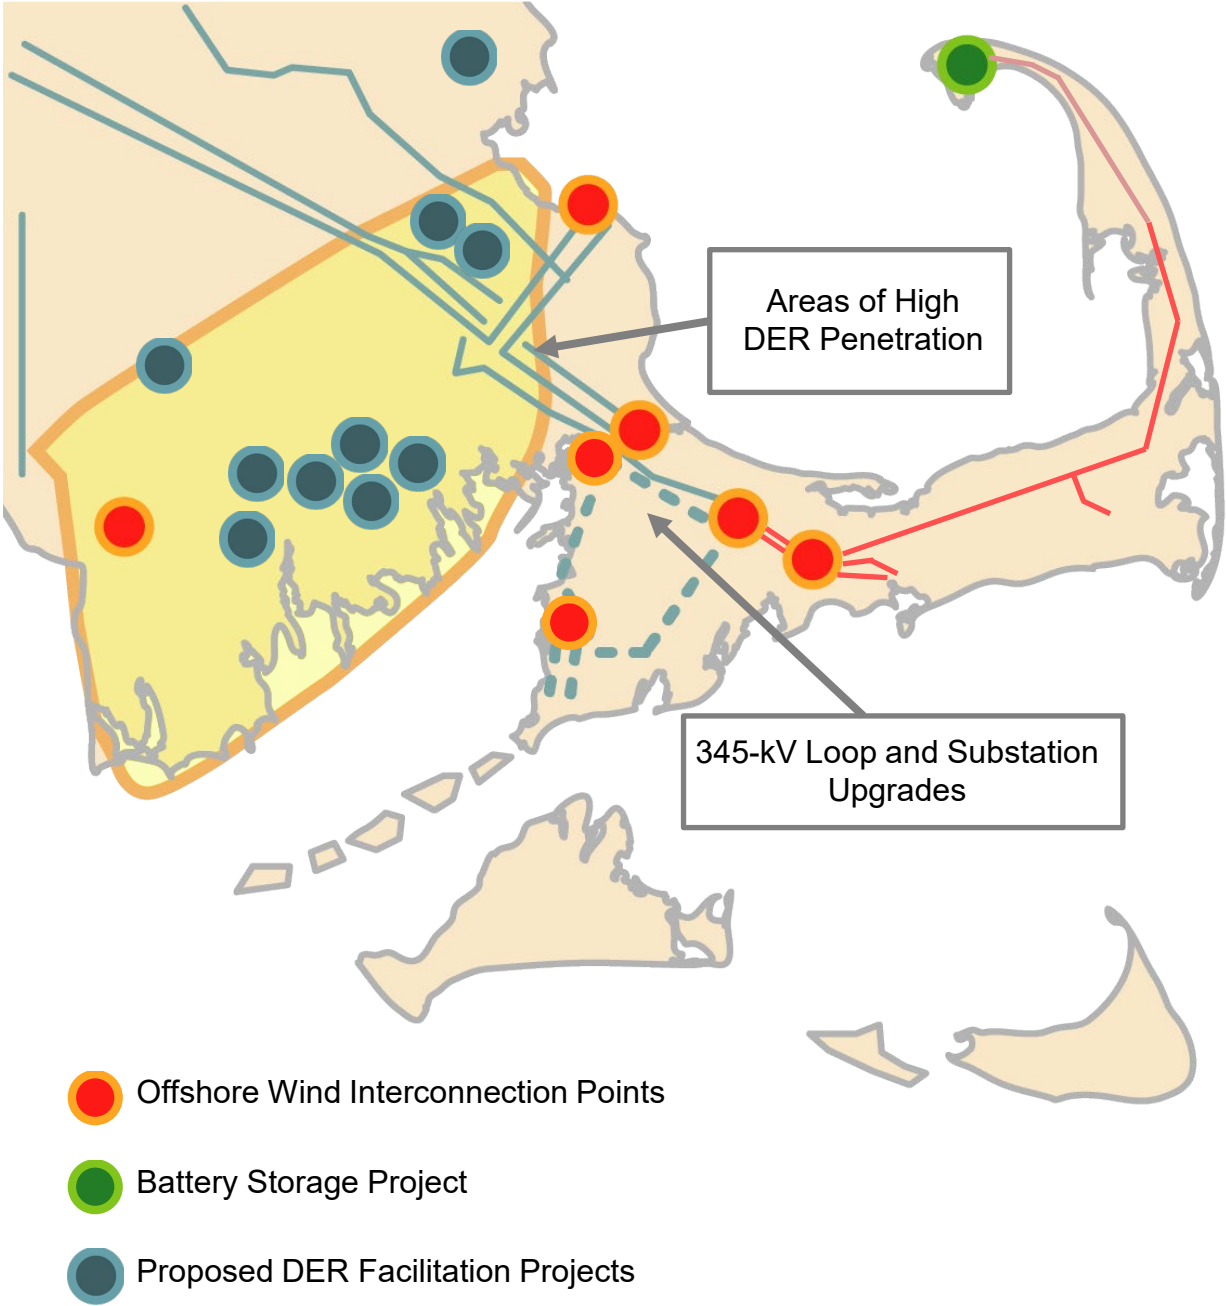 Areas of High
DER Penetration
345-kV Loop and Substation
Upgrades
Offshore Wind Interconnection Points
Battery Storage Project
Proposed DER Facilitation Projects